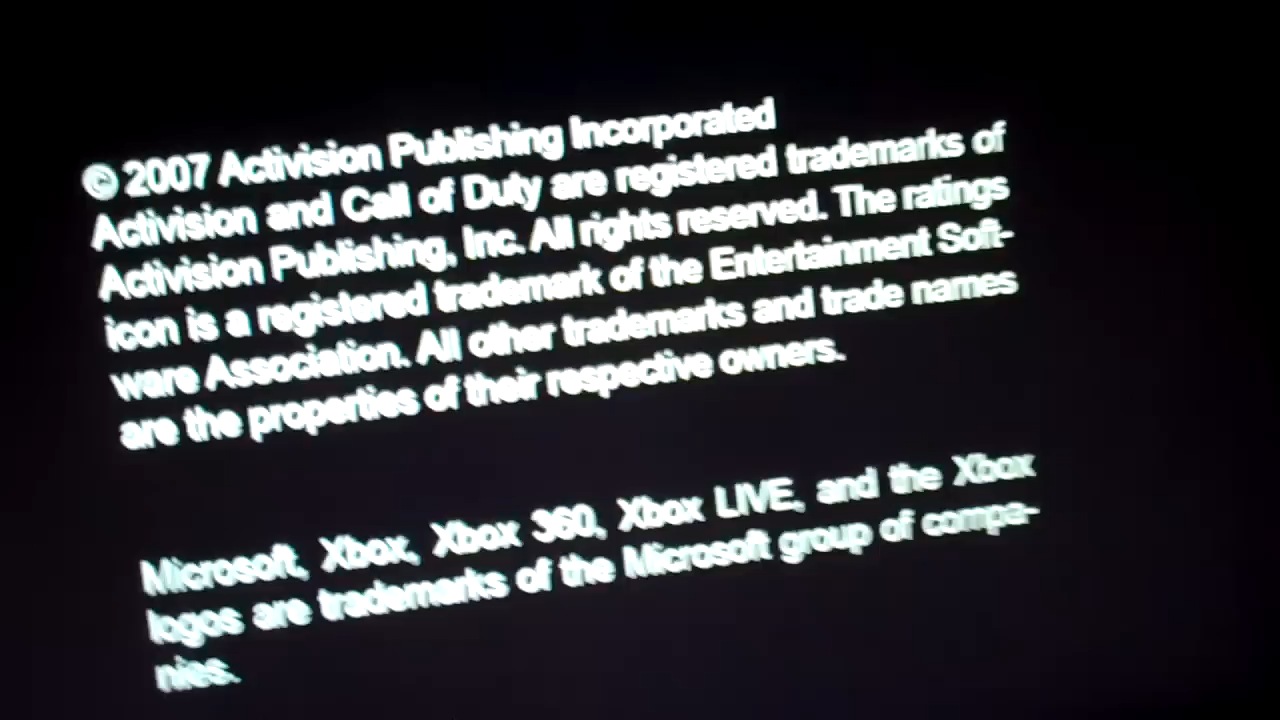 © 2007 Activision Publishing Incorporated
Activision and Call of Duty are registered trademarks of
Activision Publishing, Inc. All rights reserved. The ratings
icon is a registered trademark of the Entertainment Soft-
ware Association. All other trademarks and trade names
are the properties of their respective owners.
Microsoft, Xbox, Xbox 360, Xbox LIVE, and the Xbox
logos are trademarks of the Microsoft group of compa-
nies.